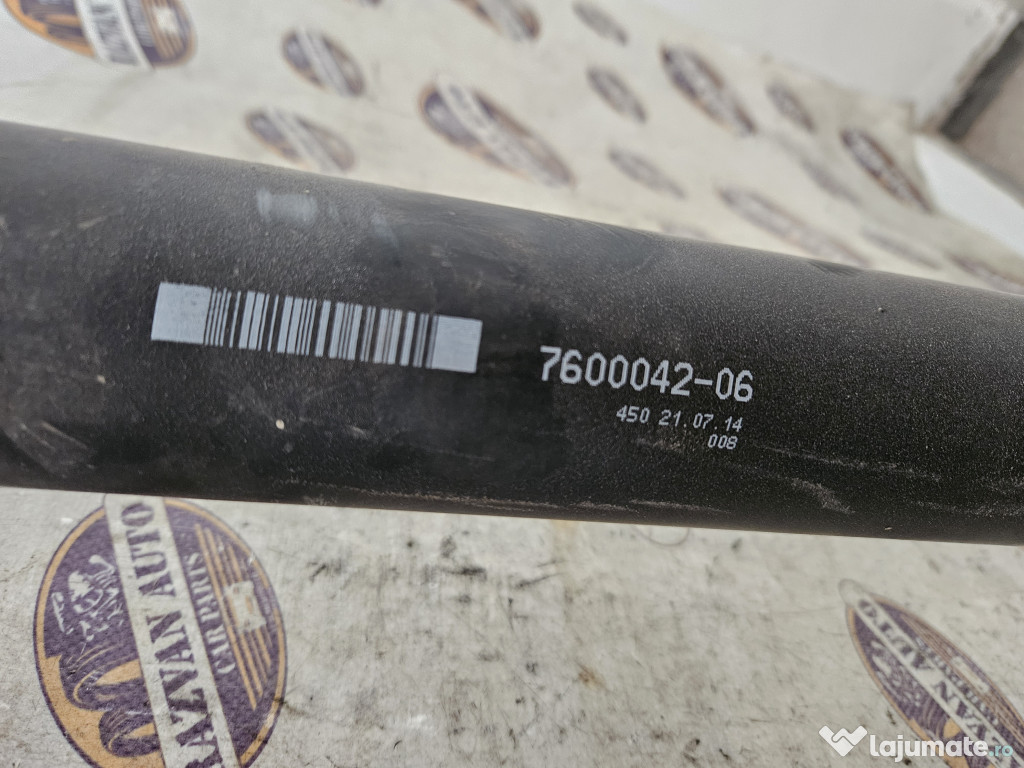 7600042-06
450 21.07.14
008
RAZVAN AUTO
CAR PARTS
lajumate.ro